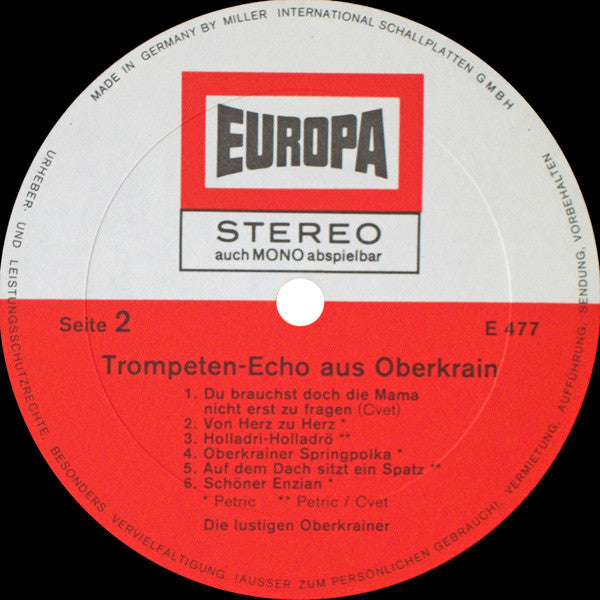 MADE IN GERMANY BY MILLER INTERNATIONAL SCHALLPLATTEN GMBH
EUROPA
STEREO
auch MONO abspielbar
Seite 2
E 477
Trompeten-Echo aus Oberkrain
1. Du brauchst doch die Mama
nicht erst zu fragen (Cvet)
2. Von Herz zu Herz *
3. Holladri-Holladrö **
4. Oberkrainer Springpolka *
5. Auf dem Dach sitzt ein Spatz **
6. Schöner Enzian *
* Petric ** Petric / Cvet
Die lustigen Oberkrainer
URHEBER- UND LEISTUNGSSCHUTZRECHTE BESONDERS VERVIELFÄLTIGUNG, (AUSSER ZUM PERSÖNLICHEN GEBRAUCH), VERMIETUNG, AUFFÜHRUNG, SENDUNG, VORBEHALTEN